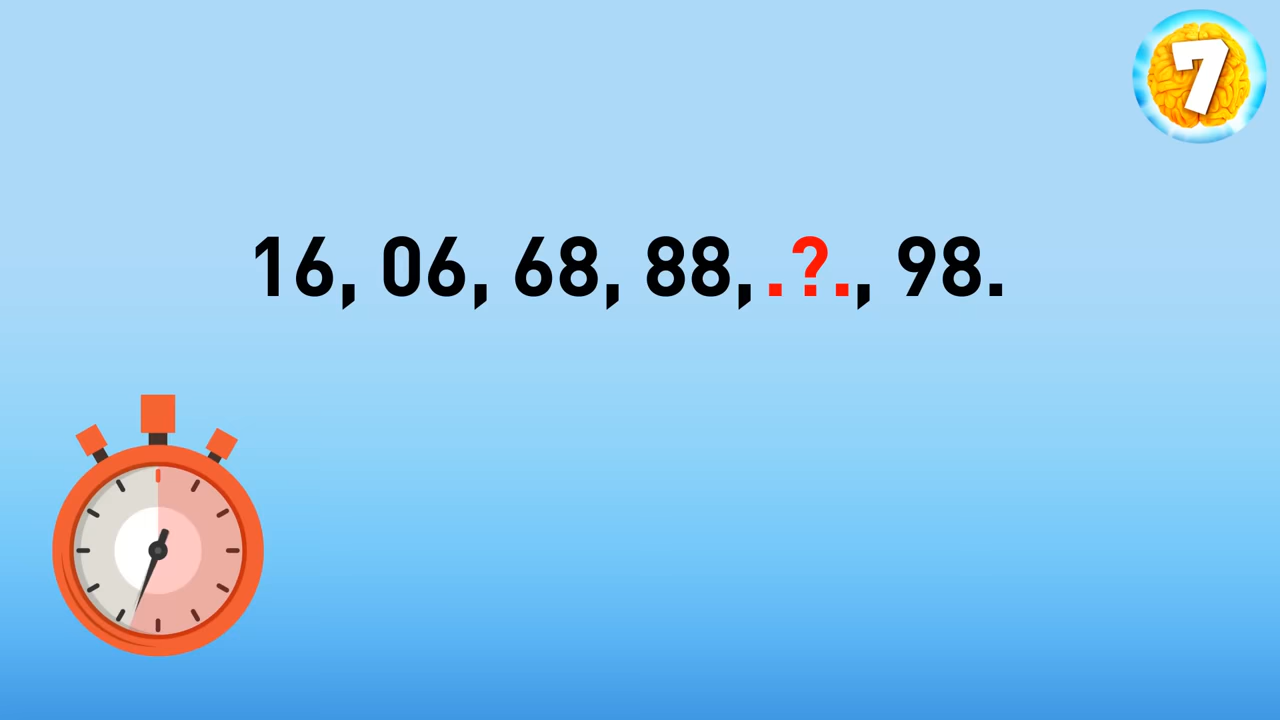 7
16, 06, 68, 88, .?., 98.